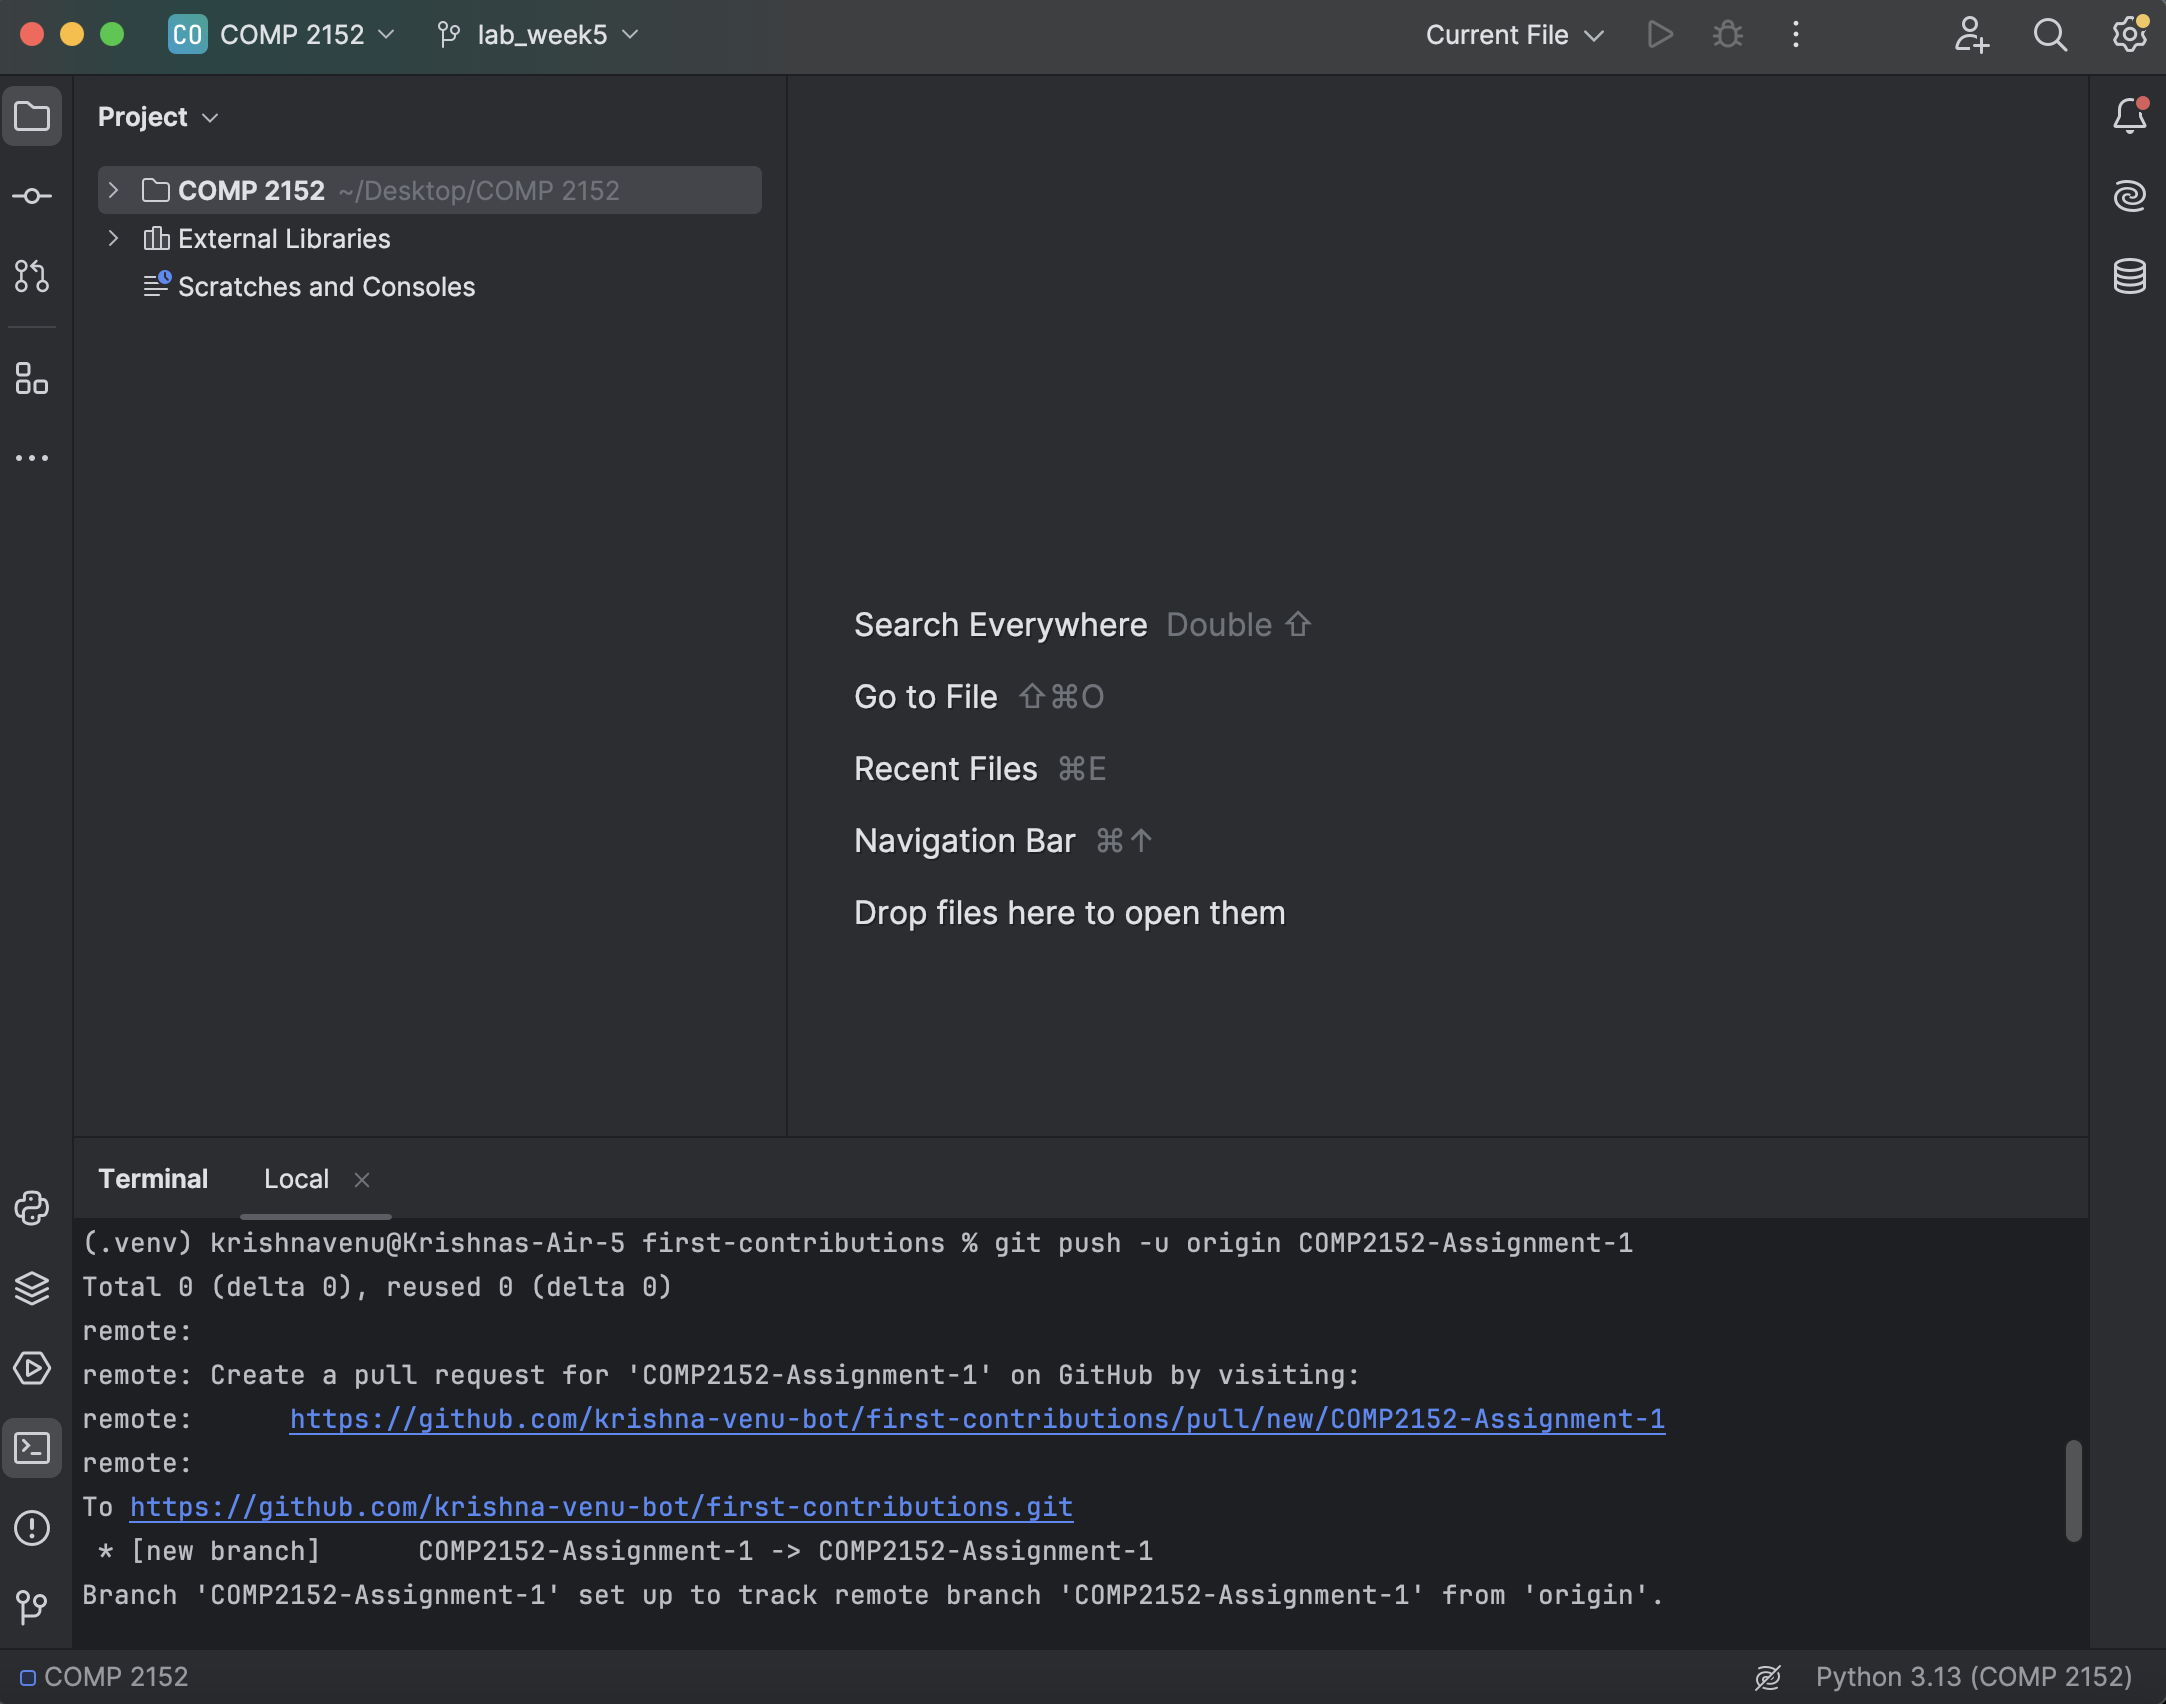 CO COMP 2152 lab_week5 Current File
Project
COMP 2152 ~/Desktop/COMP 2152
External Libraries
Scratches and Consoles
Search Everywhere Double ⇧
Go to File ⇧⌘O
Recent Files ⌘E
Navigation Bar ⌘↑
Drop files here to open them
Terminal Local ×
(.venv) krishnavenu@Krishnas-Air-5 first-contributions % git push -u origin COMP2152-Assignment-1
Total 0 (delta 0), reused 0 (delta 0)
remote:
remote: Create a pull request for 'COMP2152-Assignment-1' on GitHub by visiting:
remote:      https://github.com/krishna-venu-bot/first-contributions/pull/new/COMP2152-Assignment-1
remote:
To https://github.com/krishna-venu-bot/first-contributions.git
 * [new branch]      COMP2152-Assignment-1 -> COMP2152-Assignment-1
Branch 'COMP2152-Assignment-1' set up to track remote branch 'COMP2152-Assignment-1' from 'origin'.
COMP 2152 Python 3.13 (COMP 2152)